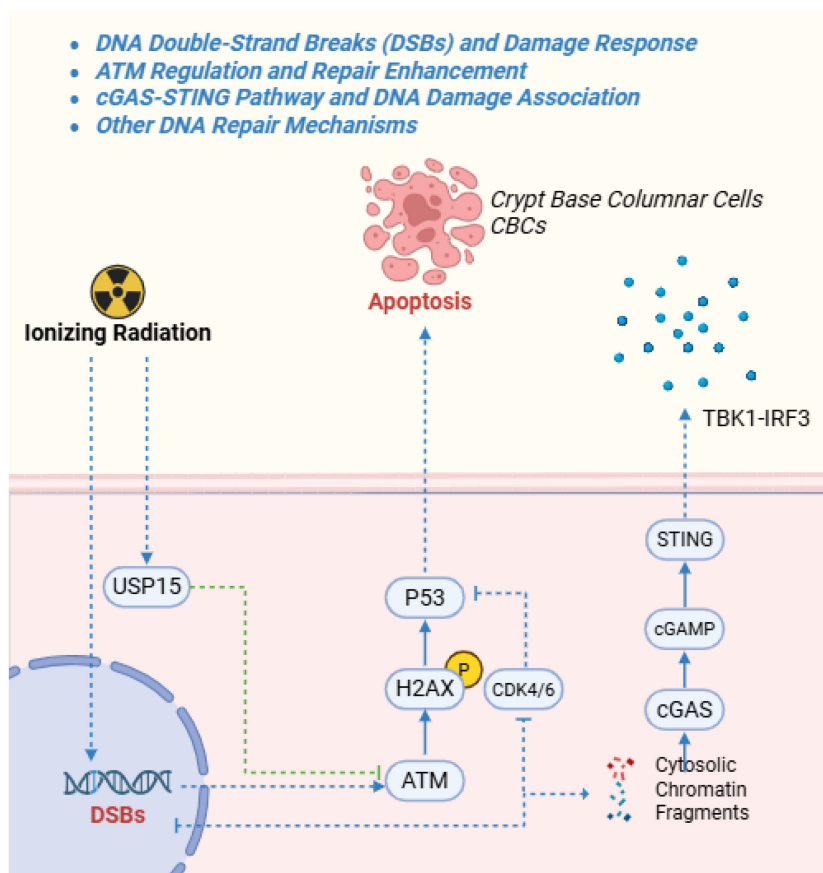 • DNA Double-Strand Breaks (DSBs) and Damage Response
• ATM Regulation and Repair Enhancement
• cGAS-STING Pathway and DNA Damage Association
• Other DNA Repair Mechanisms
Crypt Base Columnar Cells
CBCs
Apoptosis
Ionizing Radiation
TBK1-IRF3
STING
USP15
P53
cGAMP
P
H2AX
CDK4/6
cGAS
ATM
Cytosolic
Chromatin
Fragments
DSBs